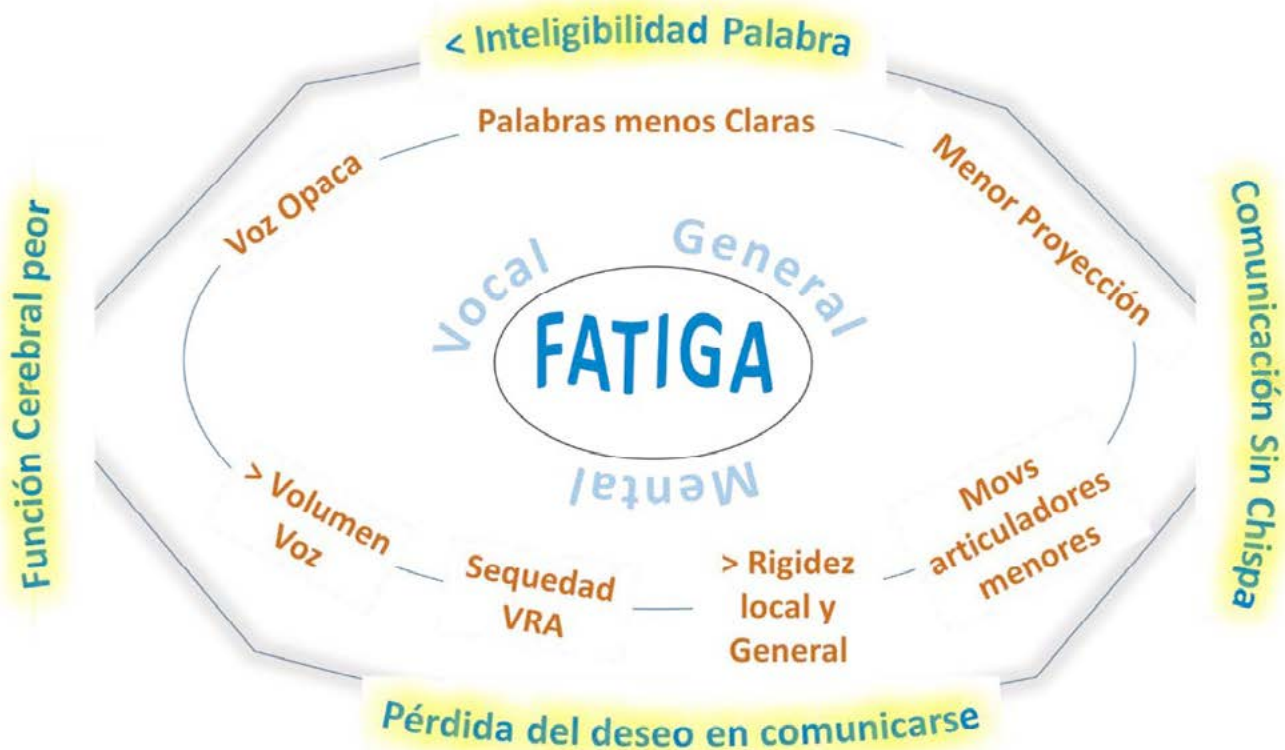 < Inteligibilidad Palabra
Palabras menos Claras
Voz Opaca
Menor Proyección
Función Cerebral peor
Comunicación Sin Chispa
Vocal
General
FATIGA
Mental
> Volumen
Voz
Sequedad
VRA
> Rigidez
local y
General
Movs
articuladores
menores
Pérdida del deseo en comunicarse